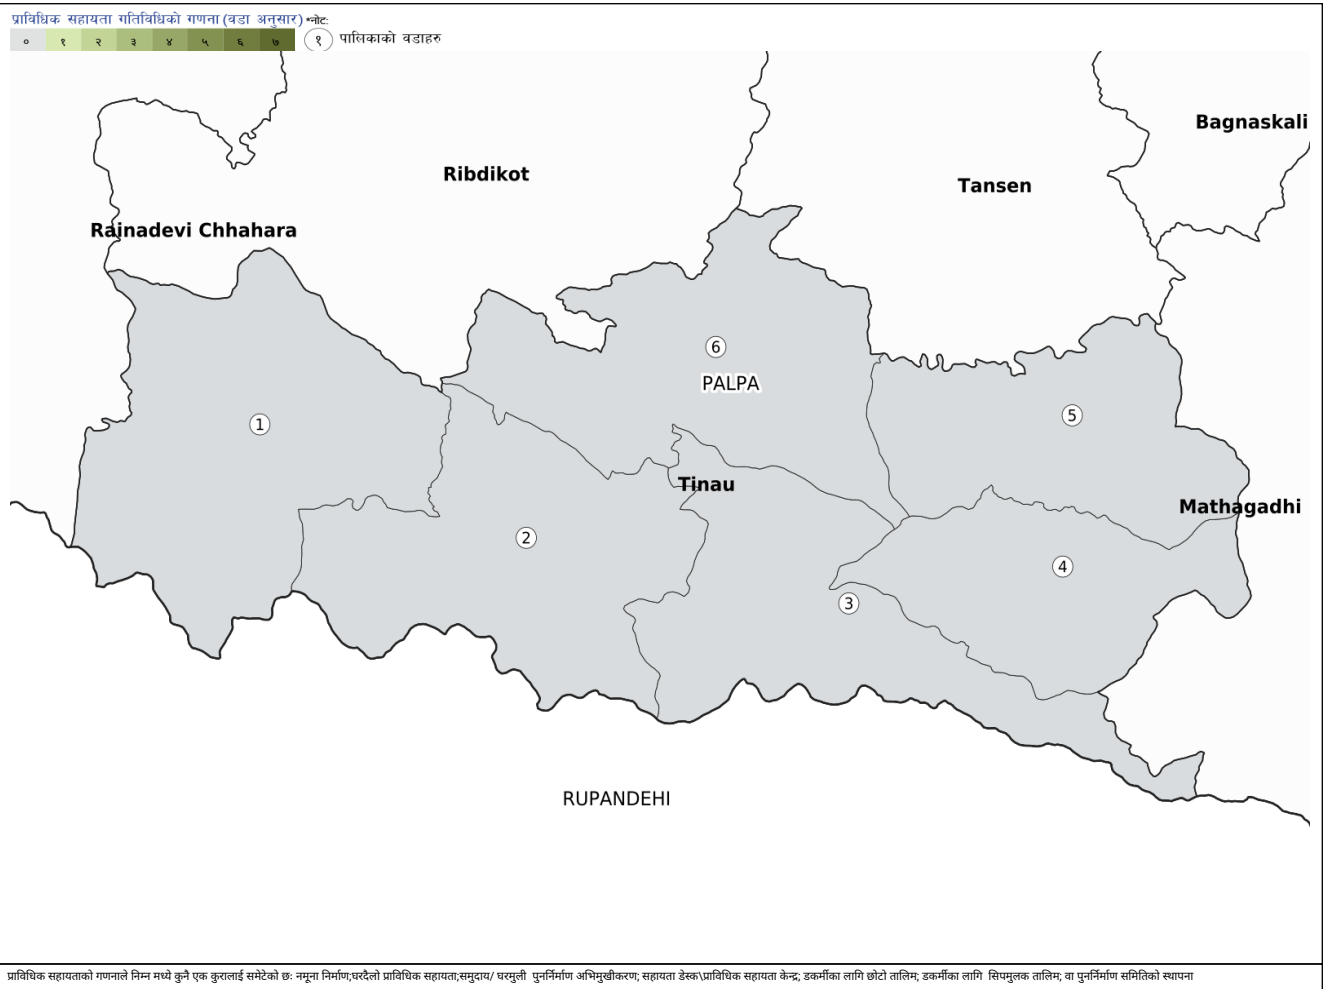 प्राविधिक सहायता गतिविधिको गणना (वडा अनुसार) *नोट:
० १ २ ३ ४ ५ ६ ७ १ पालिकाको वडाहरु
Bagnaskali
Ribdikot
Tansen
Rainadevi Chhahara
6
PALPA
5
1
Tinau
Mathagadhi
2
4
3
RUPANDEHI
प्राविधिक सहायताको गणनाले निम्न मध्ये कुनै एक कुरालाई समेटेको छः नमूना निर्माण;घरदैलो प्राविधिक सहायता;समुदाय/ घरमुली पुनर्निर्माण अभिमुखीकरण; सहायता डेस्क\प्राविधिक सहायता केन्द्र; डकर्मीका लागि छोटो तालिम; डकर्मीका लागि सिपमुलक तालिम; वा पुनर्निर्माण समितिको स्थापना